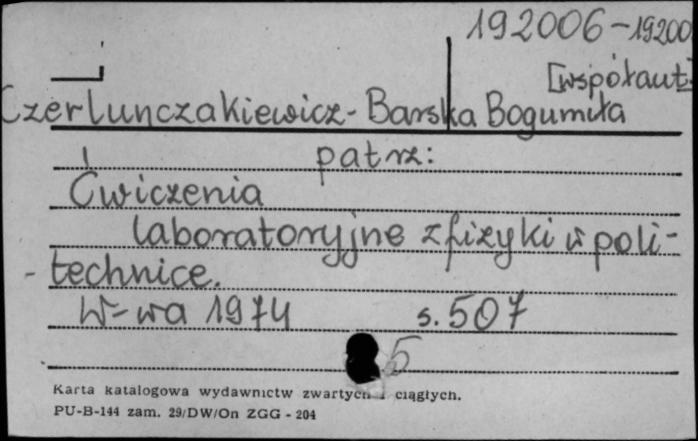 192006-19200
[współaut.
Czerlunczakiewicz-Barska Bogumiła
patrz:
Ćwiczenia
laboratoryjne z fizyki w poli-
-technice.
W-wa 1974 s. 507
5
Karta katalogowa wydawnictw zwartych i ciągłych.
PU-B-144 zam. 29/DW/On ZGG - 204